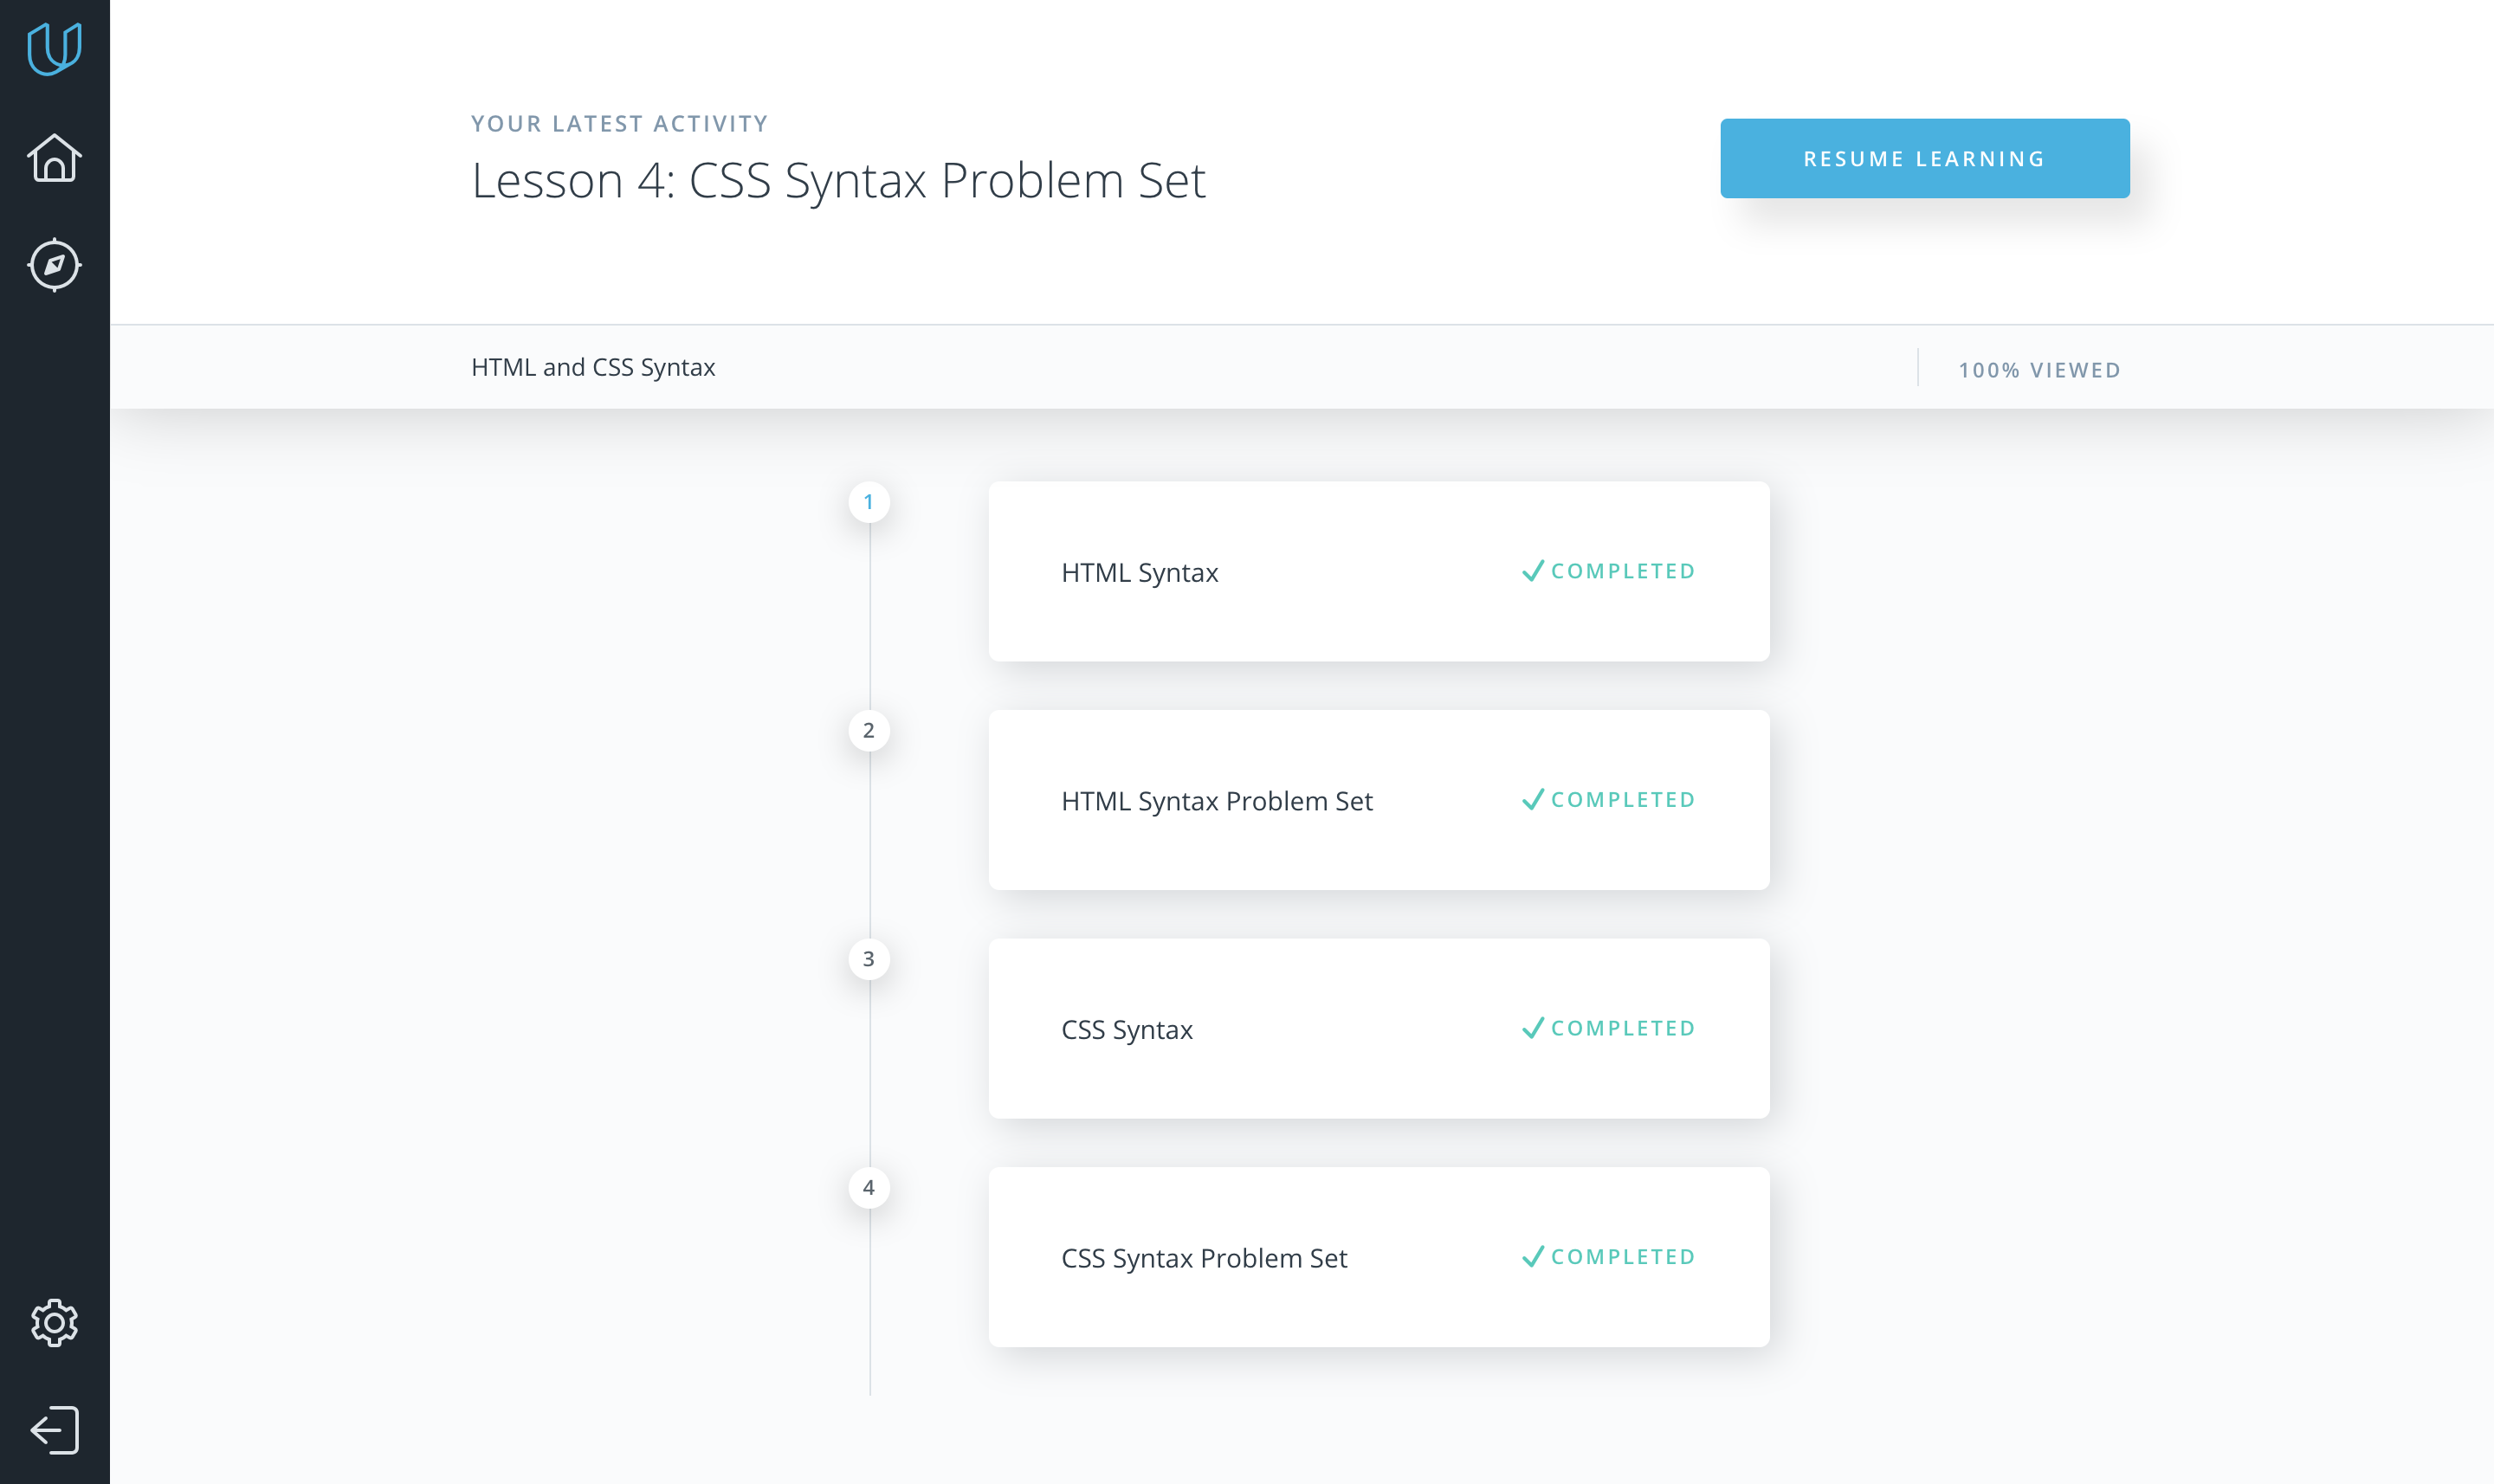 YOUR LATEST ACTIVITY
Lesson 4: CSS Syntax Problem Set
RESUME LEARNING
HTML and CSS Syntax
100% VIEWED
1
HTML Syntax
COMPLETED
2
HTML Syntax Problem Set
COMPLETED
3
CSS Syntax
COMPLETED
4
CSS Syntax Problem Set
COMPLETED